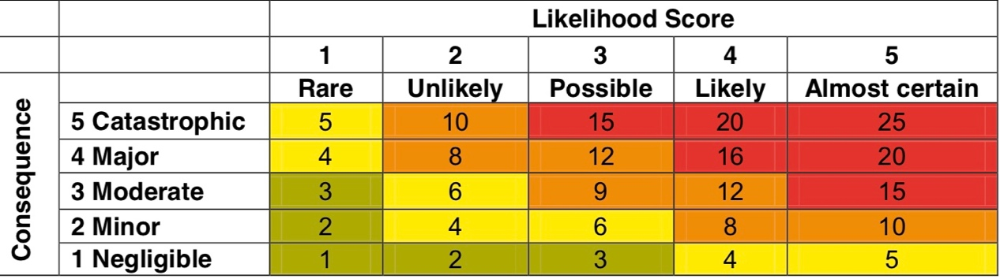 Likelihood Score
1 2 3 4 5
Rare Unlikely Possible Likely Almost certain
Consequence
5 Catastrophic 5 10 15 20 25
4 Major 4 8 12 16 20
3 Moderate 3 6 9 12 15
2 Minor 2 4 6 8 10
1 Negligible 1 2 3 4 5